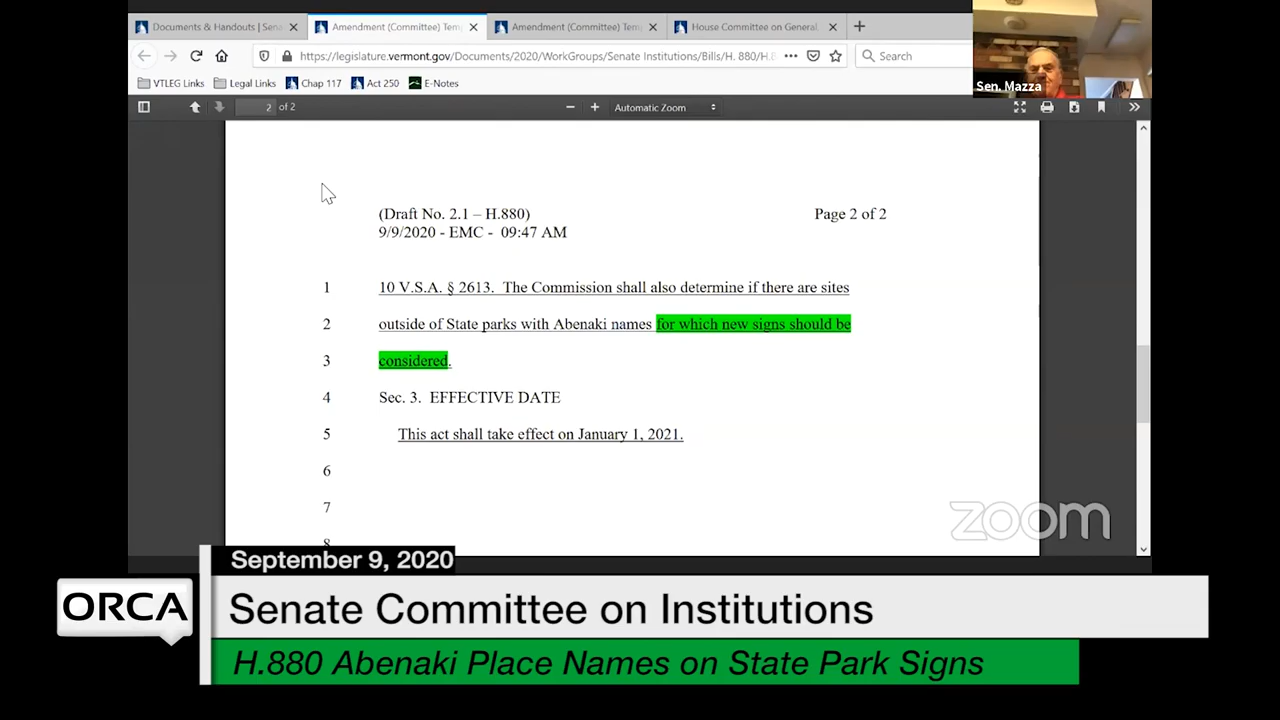 Documents & Handouts | Sena
Amendment (Committee) Temp
Amendment (Committee) Temp
House Committee on General,
https://legislature.vermont.gov/Documents/2020/WorkGroups/Senate Institutions/Bills/H. 880/H.8
Search
VTLEG Links
Legal Links
Chap 117
Act 250
E-Notes
Sen. Mazza
2 of 2
Automatic Zoom
(Draft No. 2.1 – H.880)
Page 2 of 2
9/9/2020 - EMC - 09:47 AM
1 10 V.S.A. § 2613. The Commission shall also determine if there are sites
2 outside of State parks with Abenaki names for which new signs should be
3 considered.
4 Sec. 3. EFFECTIVE DATE
5 This act shall take effect on January 1, 2021.
6
7
8
zoom
September 9, 2020
ORCA
Senate Committee on Institutions
H.880 Abenaki Place Names on State Park Signs